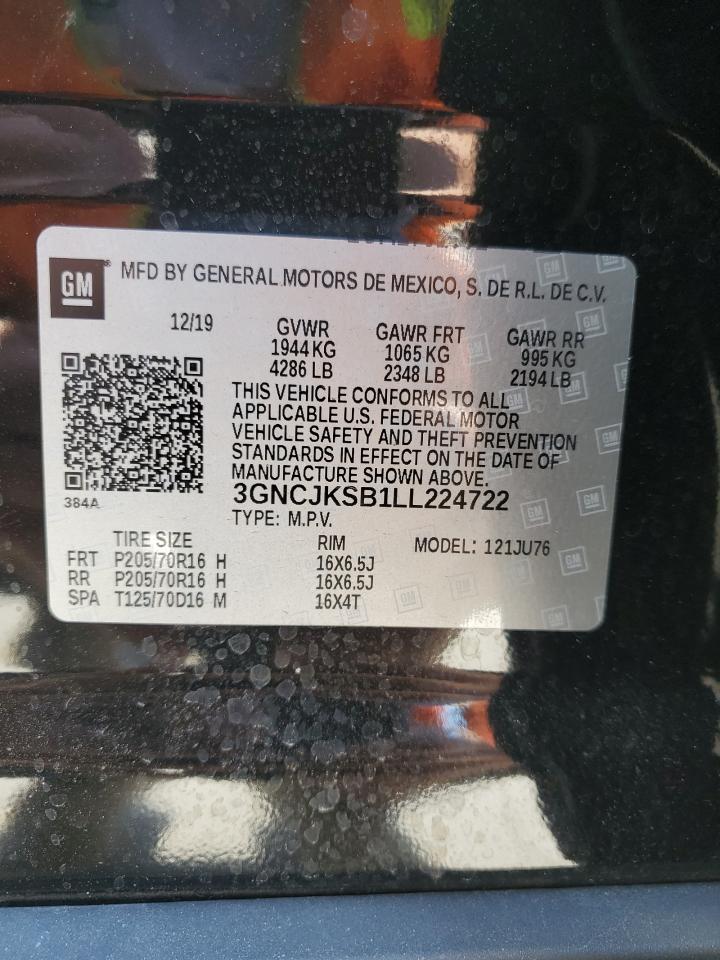 GM® MFD BY GENERAL MOTORS DE MEXICO, S. DE R.L. DE C.V.
12/19 GVWR GAWR FRT GAWR RR
1944 KG 1065 KG 995 KG
4286 LB 2348 LB 2194 LB
THIS VEHICLE CONFORMS TO ALL
APPLICABLE U.S. FEDERAL MOTOR
VEHICLE SAFETY AND THEFT PREVENTION
STANDARDS IN EFFECT ON THE DATE OF
MANUFACTURE SHOWN ABOVE.
384A
3GNCJKSB1LL224722
TYPE: M.P.V.
TIRE SIZE RIM MODEL: 121JU76
FRT P205/70R16 H 16X6.5J
RR P205/70R16 H 16X6.5J
SPA T125/70D16 M 16X4T